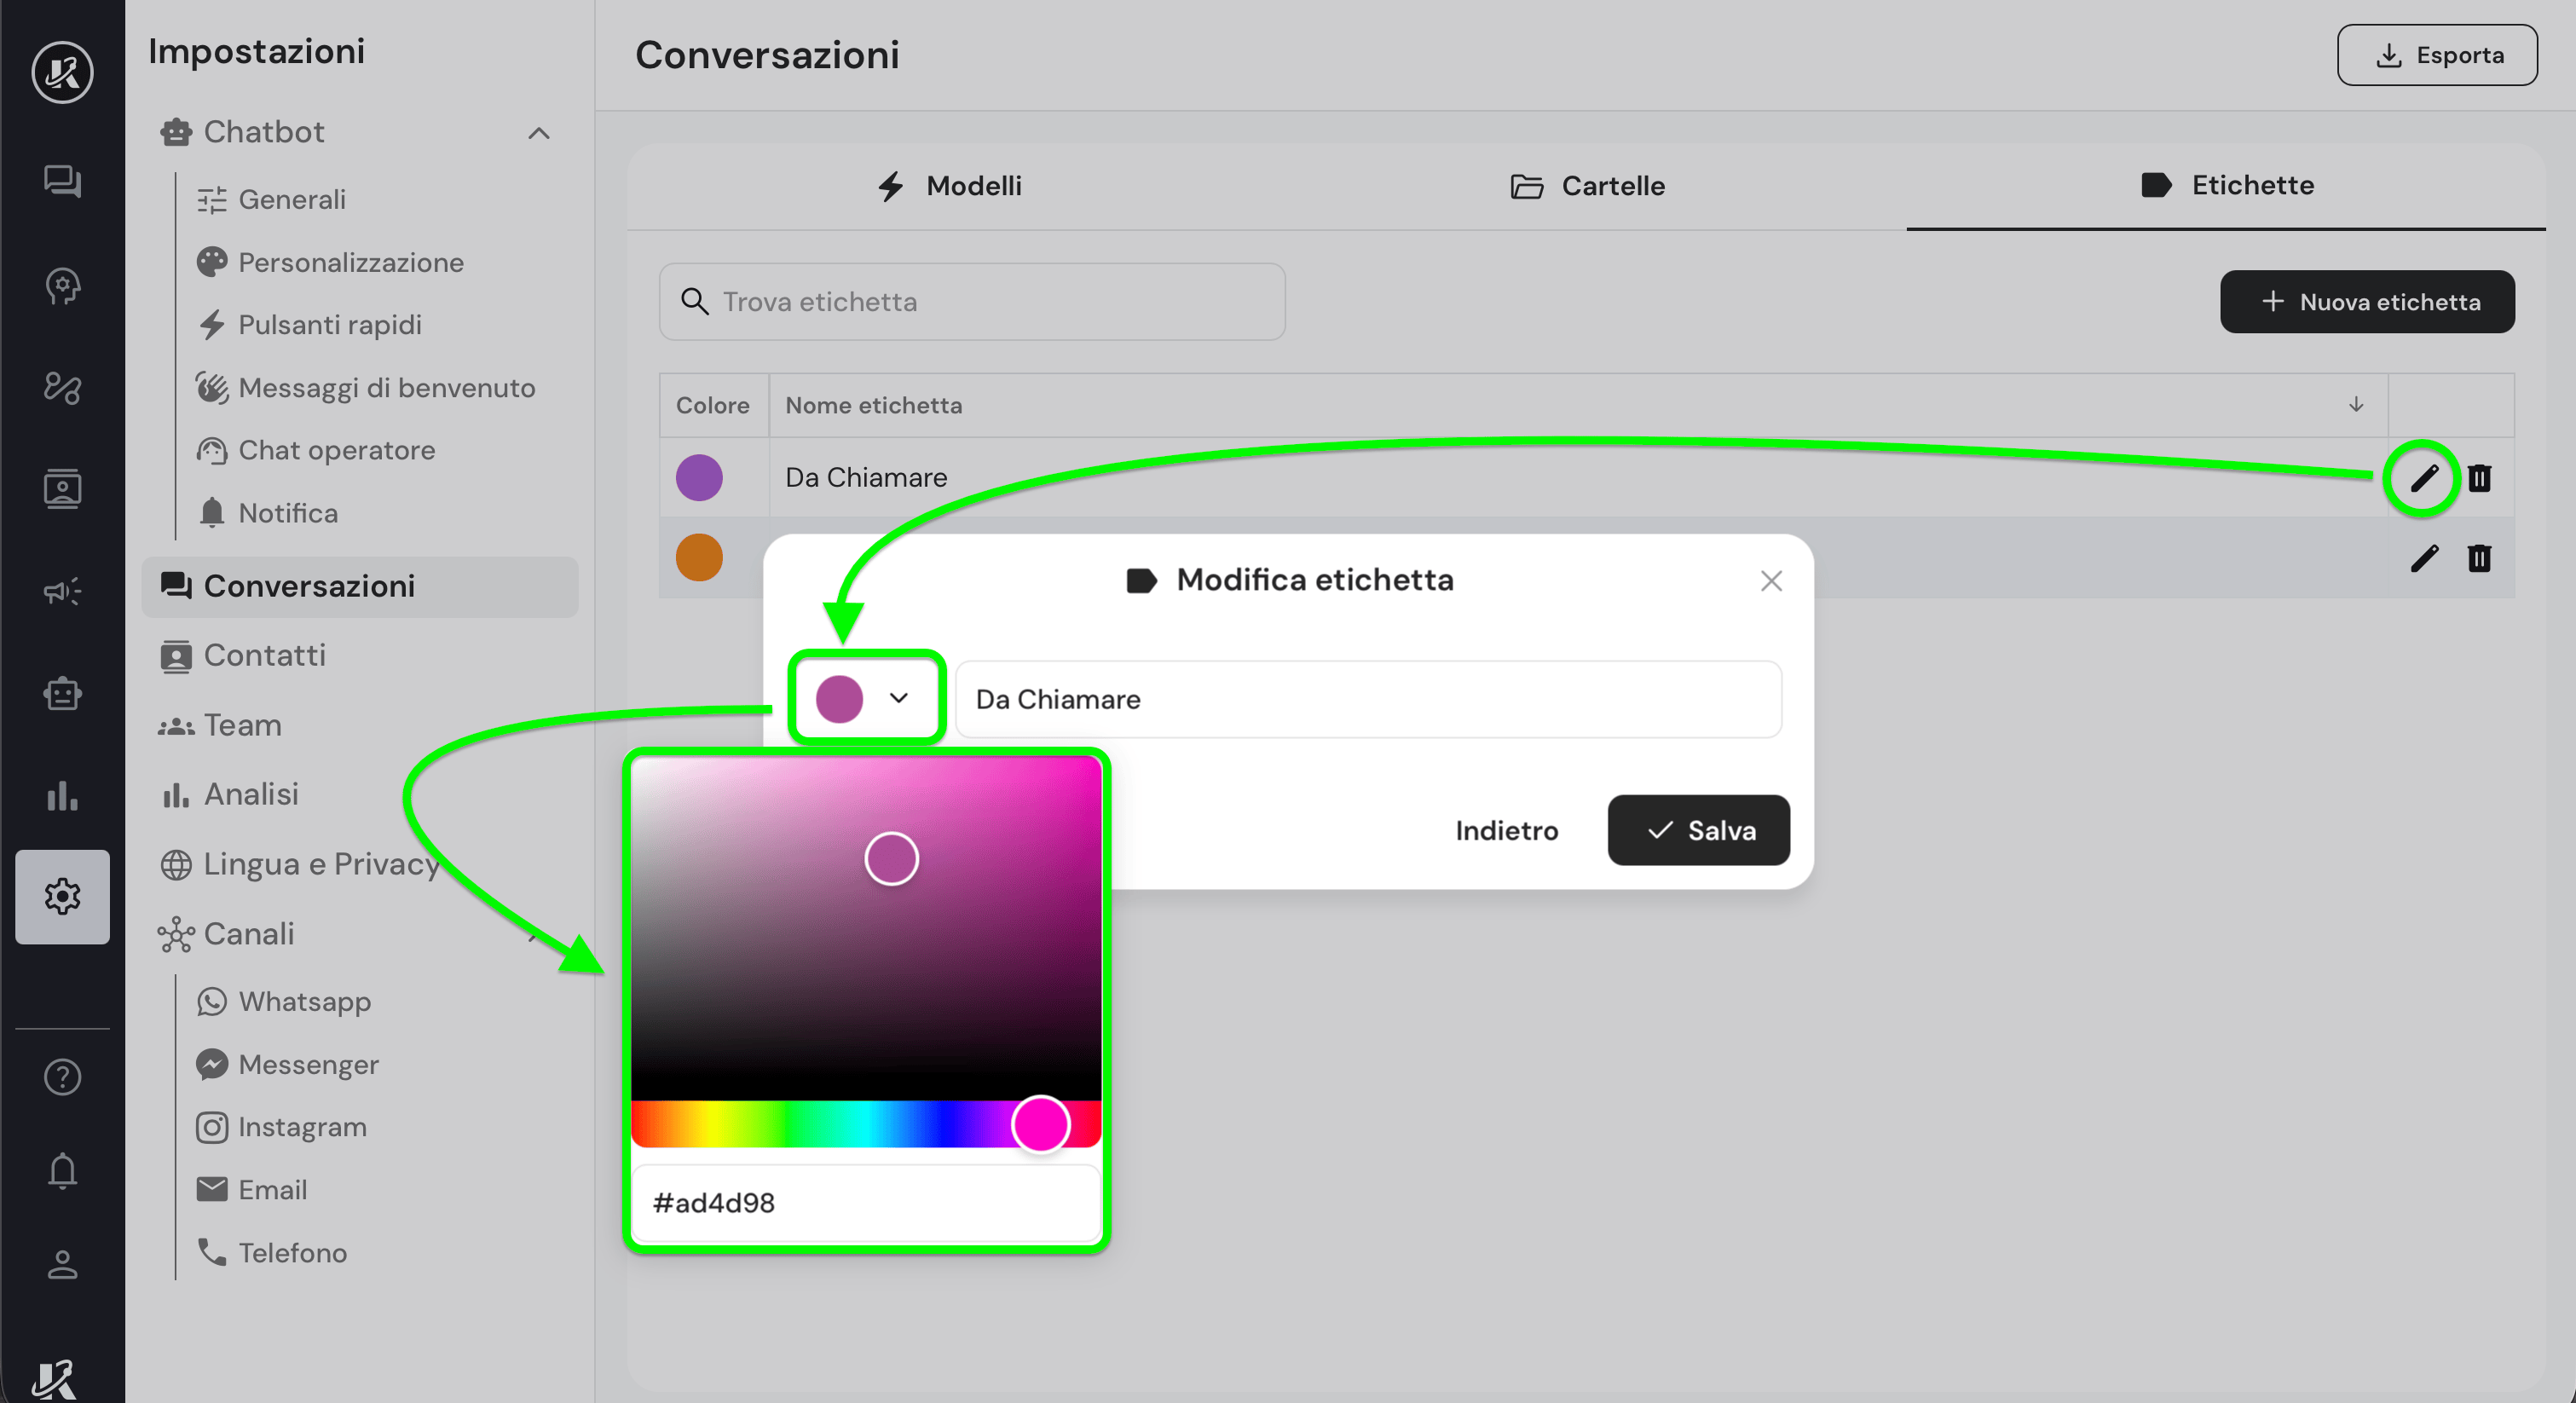 Impostazioni
Chatbot
Generali
Personalizzazione
Pulsanti rapidi
Messaggi di benvenuto
Chat operatore
Notifica
Conversazioni
Contatti
Team
Analisi
Lingua e Privacy
Canali
Whatsapp
Messenger
Instagram
Email
Telefono
Conversazioni
Esporta
Modelli
Cartelle
Etichette
Trova etichetta
Nuova etichetta
Colore
Nome etichetta
Da Chiamare
Modifica etichetta
Da Chiamare
Indietro
Salva
#ad4d98